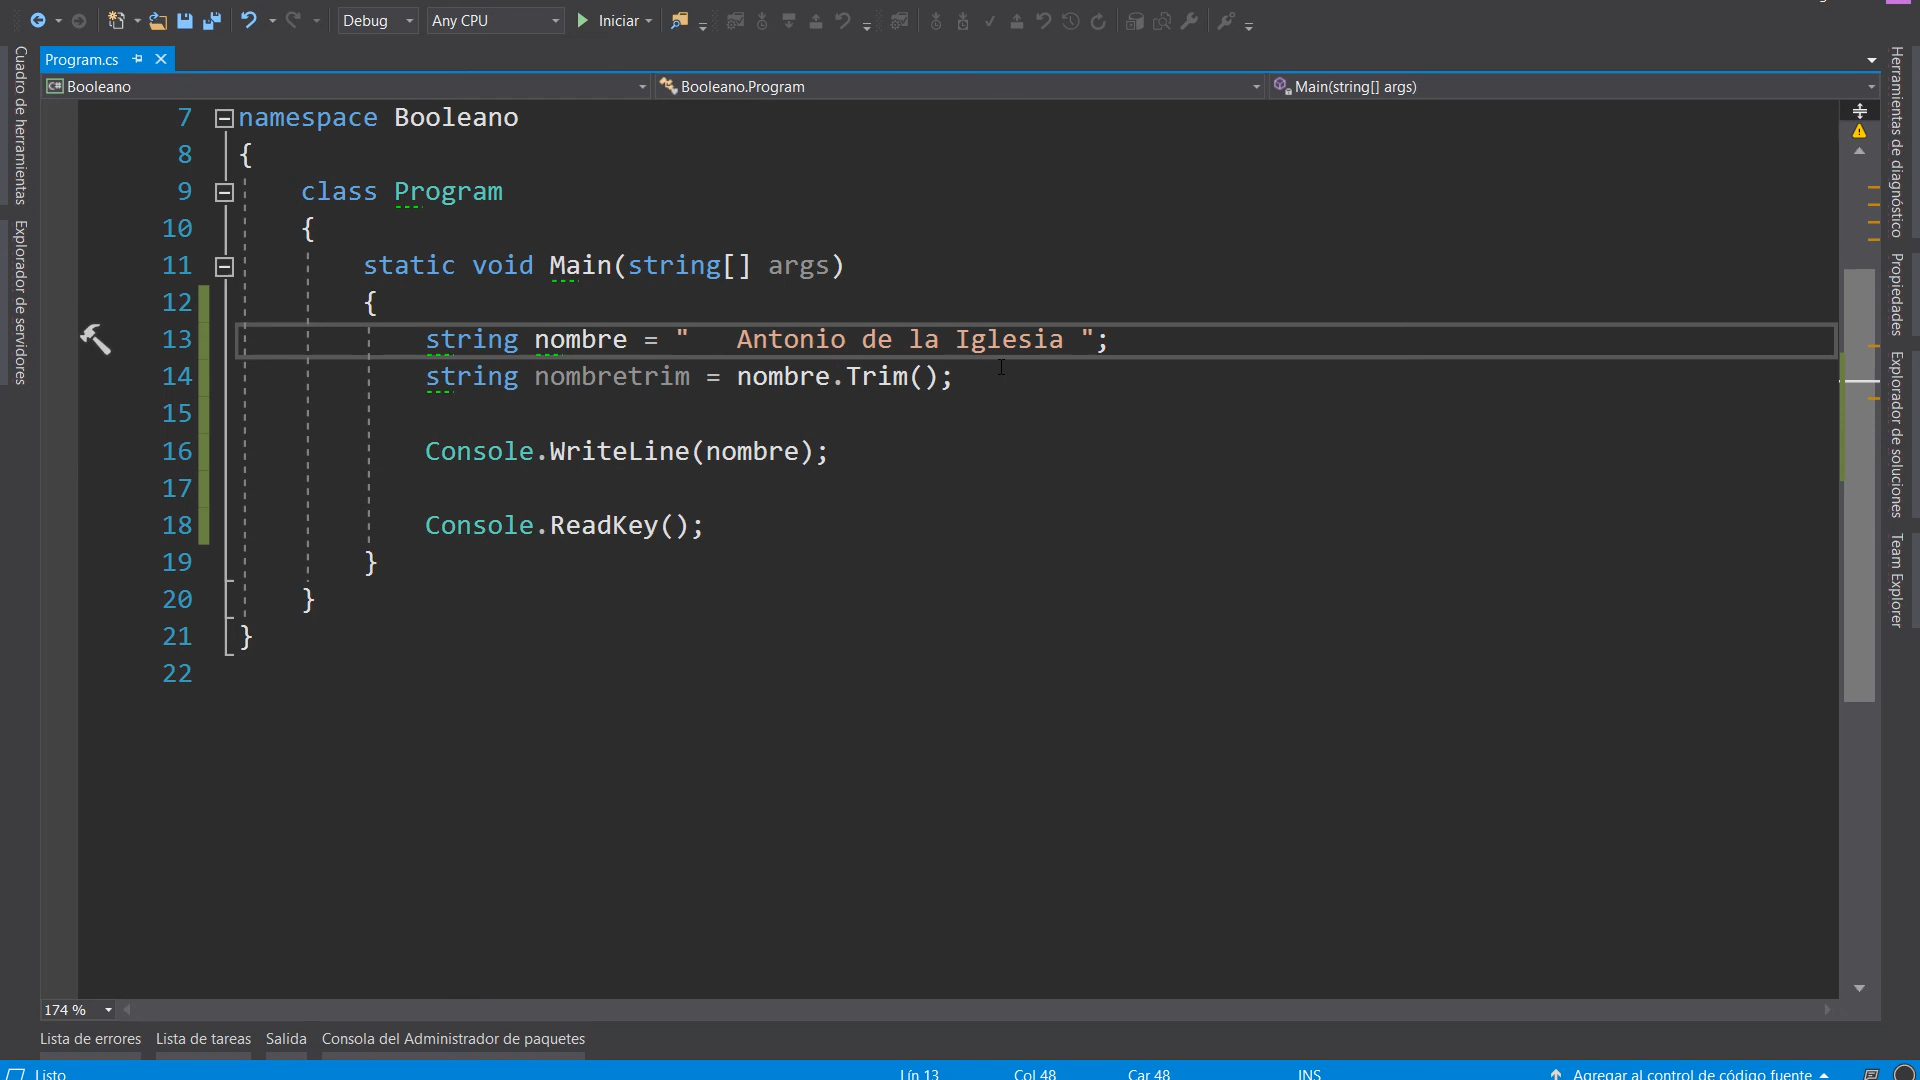 Debug Any CPU Iniciar
Program.cs
Booleano Booleano.Program Main(string[] args)
Cuadro de herramientas
Explorador de servidores
7 namespace Booleano
8 {
9 class Program
10 {
11 static void Main(string[] args)
12 {
13 string nombre = "   Antonio de la Iglesia ";
14 string nombretrim = nombre.Trim();
15
16 Console.WriteLine(nombre);
17
18 Console.ReadKey();
19 }
20 }
21 }
22
Herramientas de diagnóstico
Propiedades
Explorador de soluciones
Team Explorer
174 %
Lista de errores Lista de tareas Salida Consola del Administrador de paquetes
Listo Lín 13 Col 48 Car 48 INS Agregar al control de código fuente